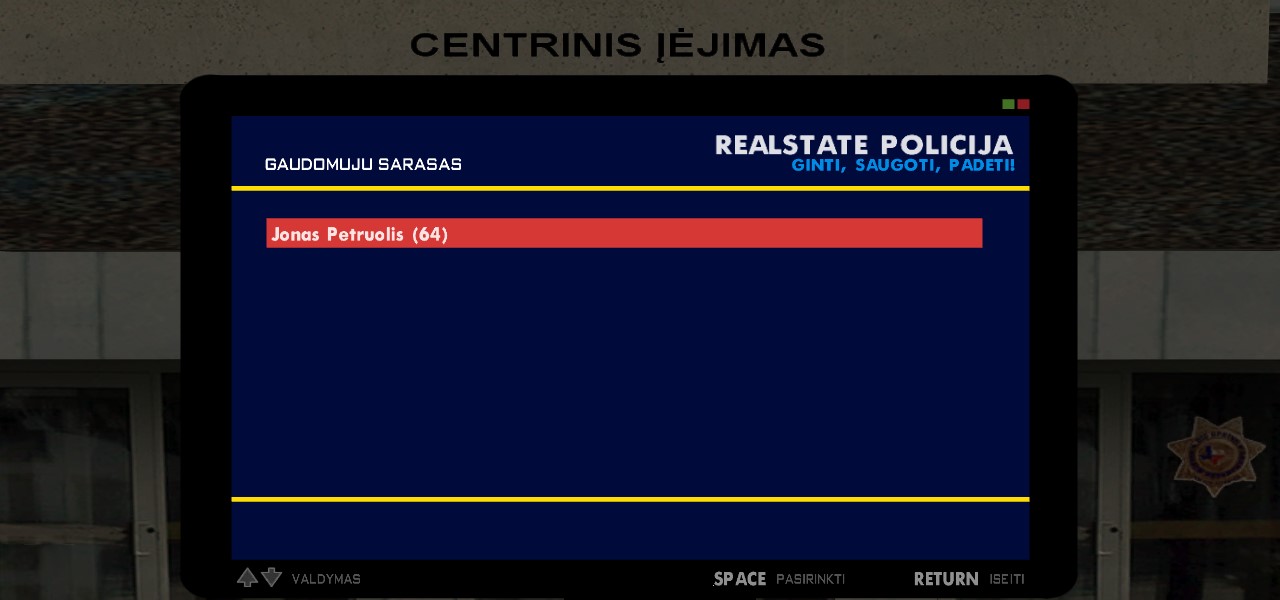 CENTRINIS ĮĖJIMAS
REALSTATE POLICIJA
GAUDOMUJU SARASAS
GINTI, SAUGOTI, PADETI!
Jonas Petruolis (64)
VALDYMAS SPACE PASIRINKTI RETURN ISEITI